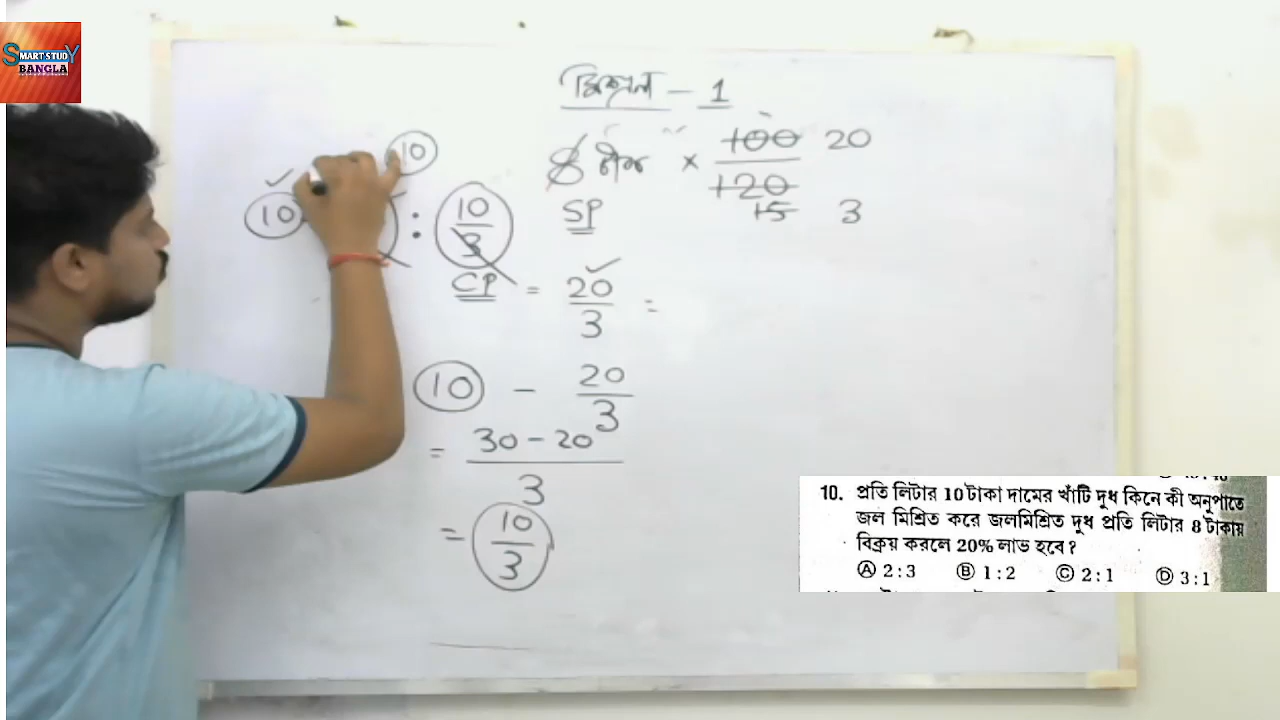 SMART STUDY
BANGLA
মিশ্রণ - 1
8 টাকা × 100/120 20
15 3
SP
10
10 : 10/3
CP = 20/3 =
10 - 20/3
= 30 - 20/3
= 10/3
10. প্রতি লিটার 10 টাকা দামের খাঁটি দুধ কিনে কী অনুপাতে
জল মিশ্রিত করে জলমিশ্রিত দুধ প্রতি লিটার 8 টাকায়
বিক্রয় করলে 20% লাভ হবে?
Ⓐ 2 : 3 Ⓑ 1 : 2 Ⓒ 2 : 1 Ⓓ 3 : 1